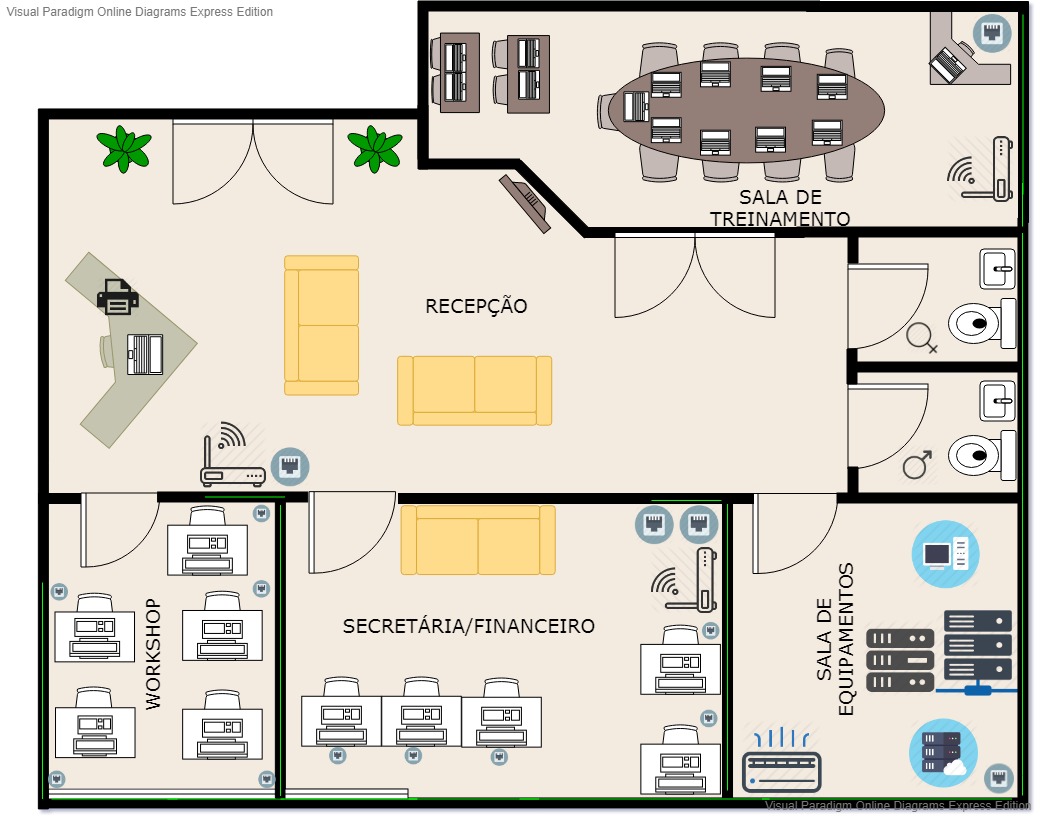 Visual Paradigm Online Diagrams Express Edition
SALA DE
TREINAMENTO
RECEPÇÃO
WORKSHOP
SECRETÁRIA/FINANCEIRO
SALA DE
EQUIPAMENTOS
Visual Paradigm Online Diagrams Express Edition